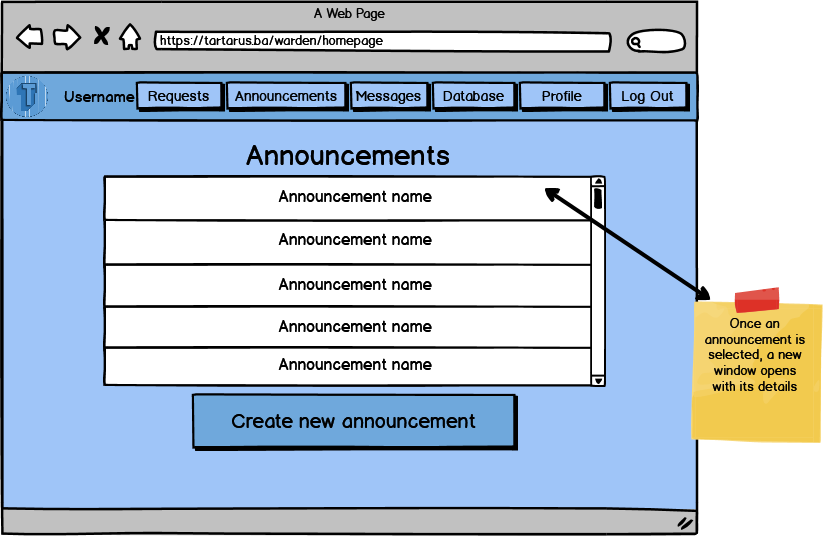 A Web Page
https://tartarus.ba/warden/homepage
T
Username Requests Announcements Messages Database Profile Log Out
Announcements
Announcement name
Announcement name
Announcement name
Announcement name
Announcement name
Create new announcement
Once an
announcement is
selected, a new
window opens
with its details